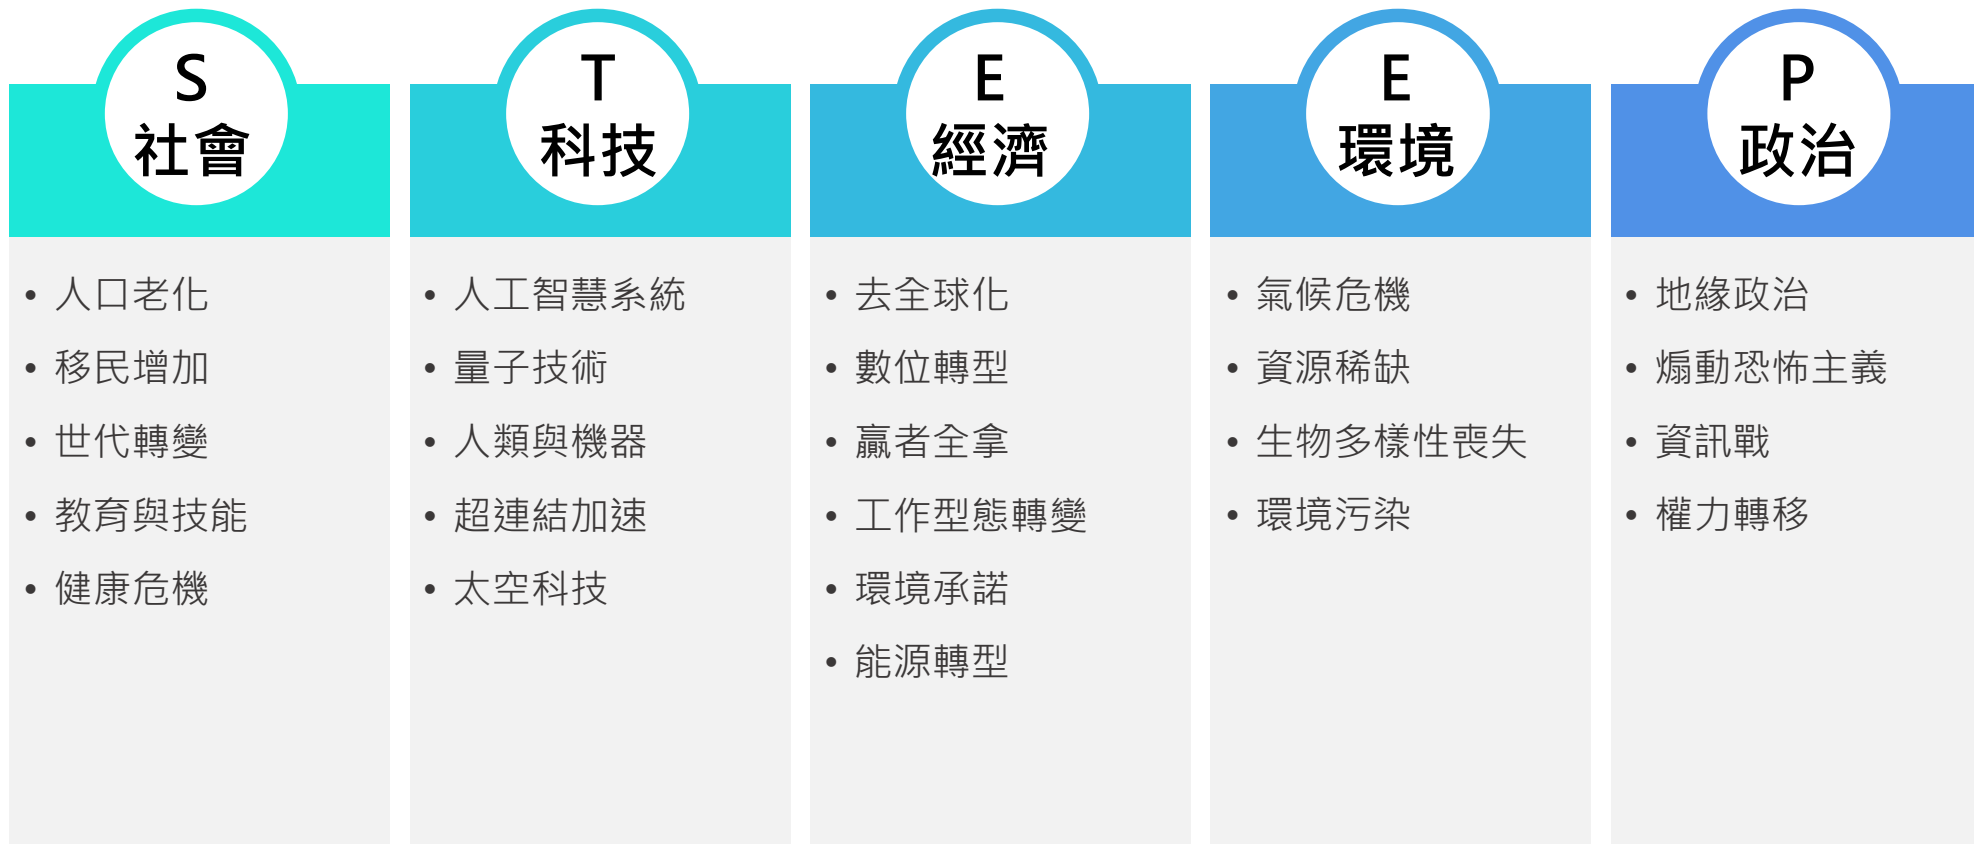 S
社會
• 人口老化
• 移民增加
• 世代轉變
• 教育與技能
• 健康危機
T
科技
• 人工智慧系統
• 量子技術
• 人類與機器
• 超連結加速
• 太空科技
E
經濟
• 去全球化
• 數位轉型
• 贏者全拿
• 工作型態轉變
• 環境承諾
• 能源轉型
E
環境
• 氣候危機
• 資源稀缺
• 生物多樣性喪失
• 環境污染
P
政治
• 地緣政治
• 煽動恐怖主義
• 資訊戰
• 權力轉移